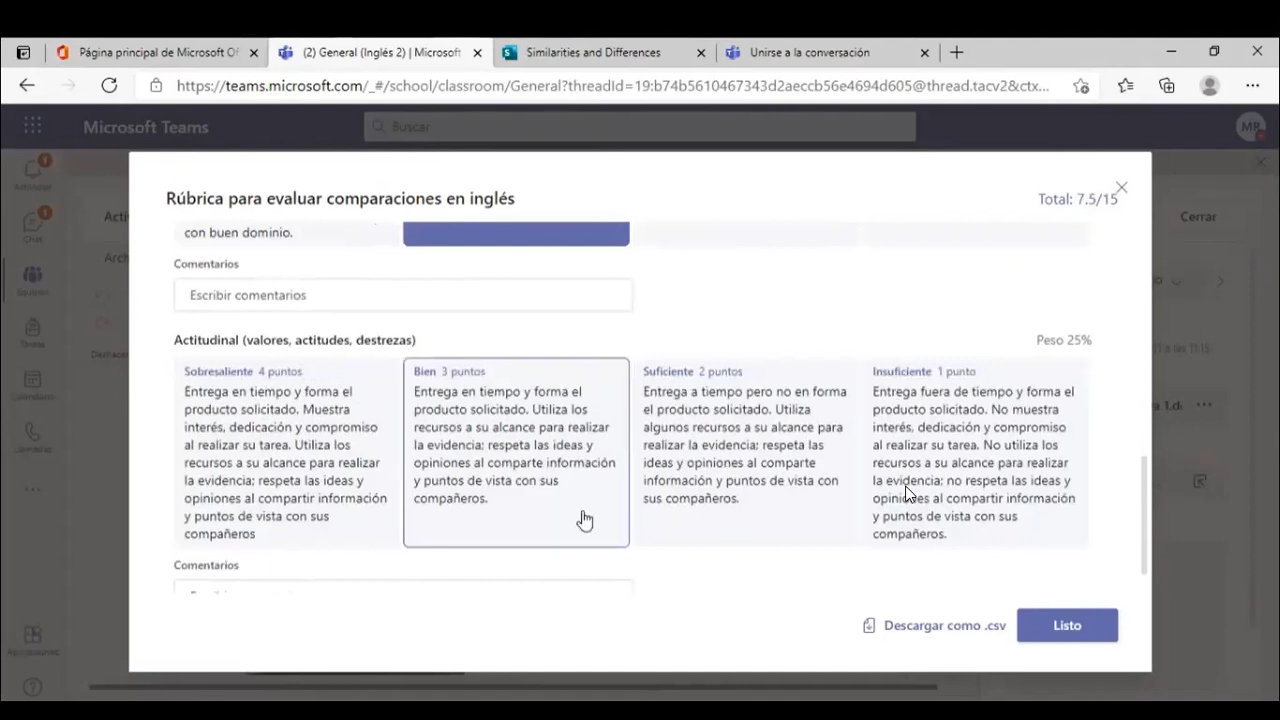 Página principal de Microsoft Of
(2) General (Inglés 2) | Microsoft
Similarities and Differences
Unirse a la conversación
https://teams.microsoft.com/_#/school/classroom/General?threadId=19:b74b5610467343d2aeccb56e4694d605@thread.tacv2&ctx...
Microsoft Teams
Buscar
MR
Actividad
Chat
Equipos
Tareas
Calendario
Llamadas
Aplicaciones
Cerrar
Rúbrica para evaluar comparaciones en inglés
Total: 7.5/15
con buen dominio.
Comentarios
Escribir comentarios
Actitudinal (valores, actitudes, destrezas)
Peso 25%
Sobresaliente 4 puntos
Entrega en tiempo y forma el
producto solicitado. Muestra
interés, dedicación y compromiso
al realizar su tarea. Utiliza los
recursos a su alcance para realizar
la evidencia; respeta las ideas y
opiniones al compartir información
y puntos de vista con sus
compañeros
Bien 3 puntos
Entrega en tiempo y forma el
producto solicitado. Utiliza los
recursos a su alcance para realizar
la evidencia; respeta las ideas y
opiniones al comparte información
y puntos de vista con sus
compañeros.
Suficiente 2 puntos
Entrega a tiempo pero no en forma
el producto solicitado. Utiliza
algunos recursos a su alcance para
realizar la evidencia; respeta las
ideas y opiniones al comparte
información y puntos de vista con
sus compañeros.
Insuficiente 1 punto
Entrega fuera de tiempo y forma el
producto solicitado. No muestra
interés, dedicación y compromiso
al realizar su tarea. No utiliza los
recursos a su alcance para realizar
la evidencia; no respeta las ideas y
opiniones al compartir información
y puntos de vista con sus
compañeros.
Comentarios
Descargar como .csv
Listo